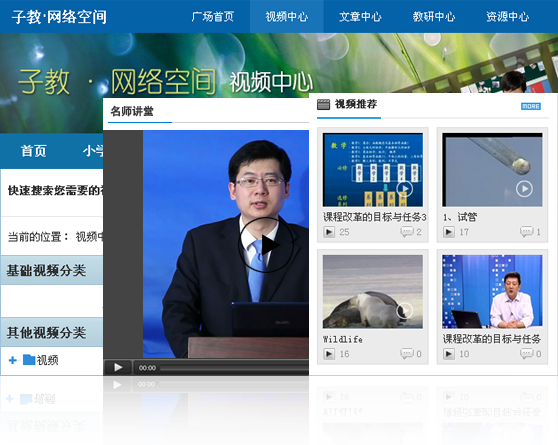 子教·网络空间
广场首页 视频中心 文章中心 教研中心 资源中心
子教 · 网络空间 视频中心
首页 小学
快速搜索您需要的
当前的位置： 视频中
基础视频分类
其他视频分类
视频
名师讲堂
00:00
视频推荐
MORE
数学
课程改革的目标与任务3
25 2
1、试管
17 1
Wildlife
16 0
课程改革的目标与任务
10 0